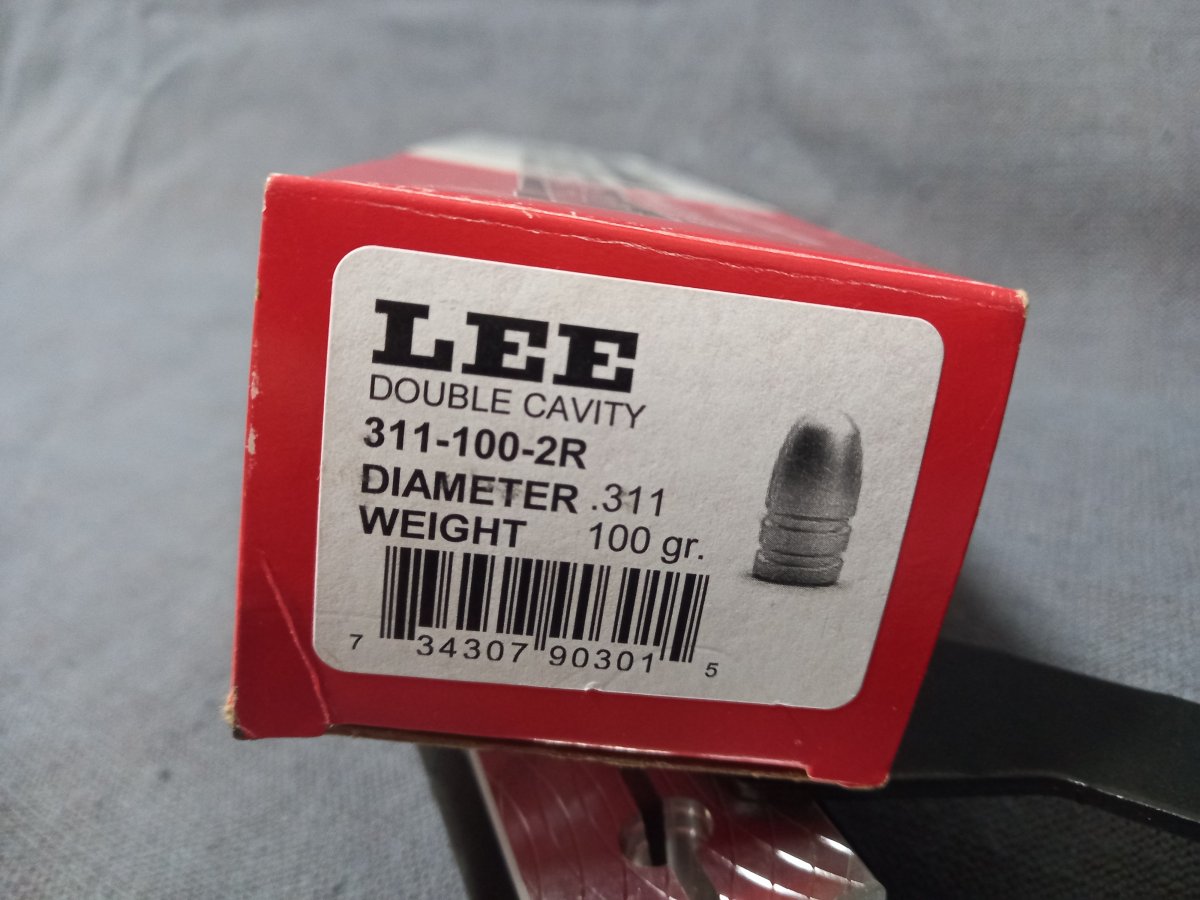 LEE
DOUBLE CAVITY
311-100-2R
DIAMETER .311
WEIGHT 100 gr.
7 34307 90301 5